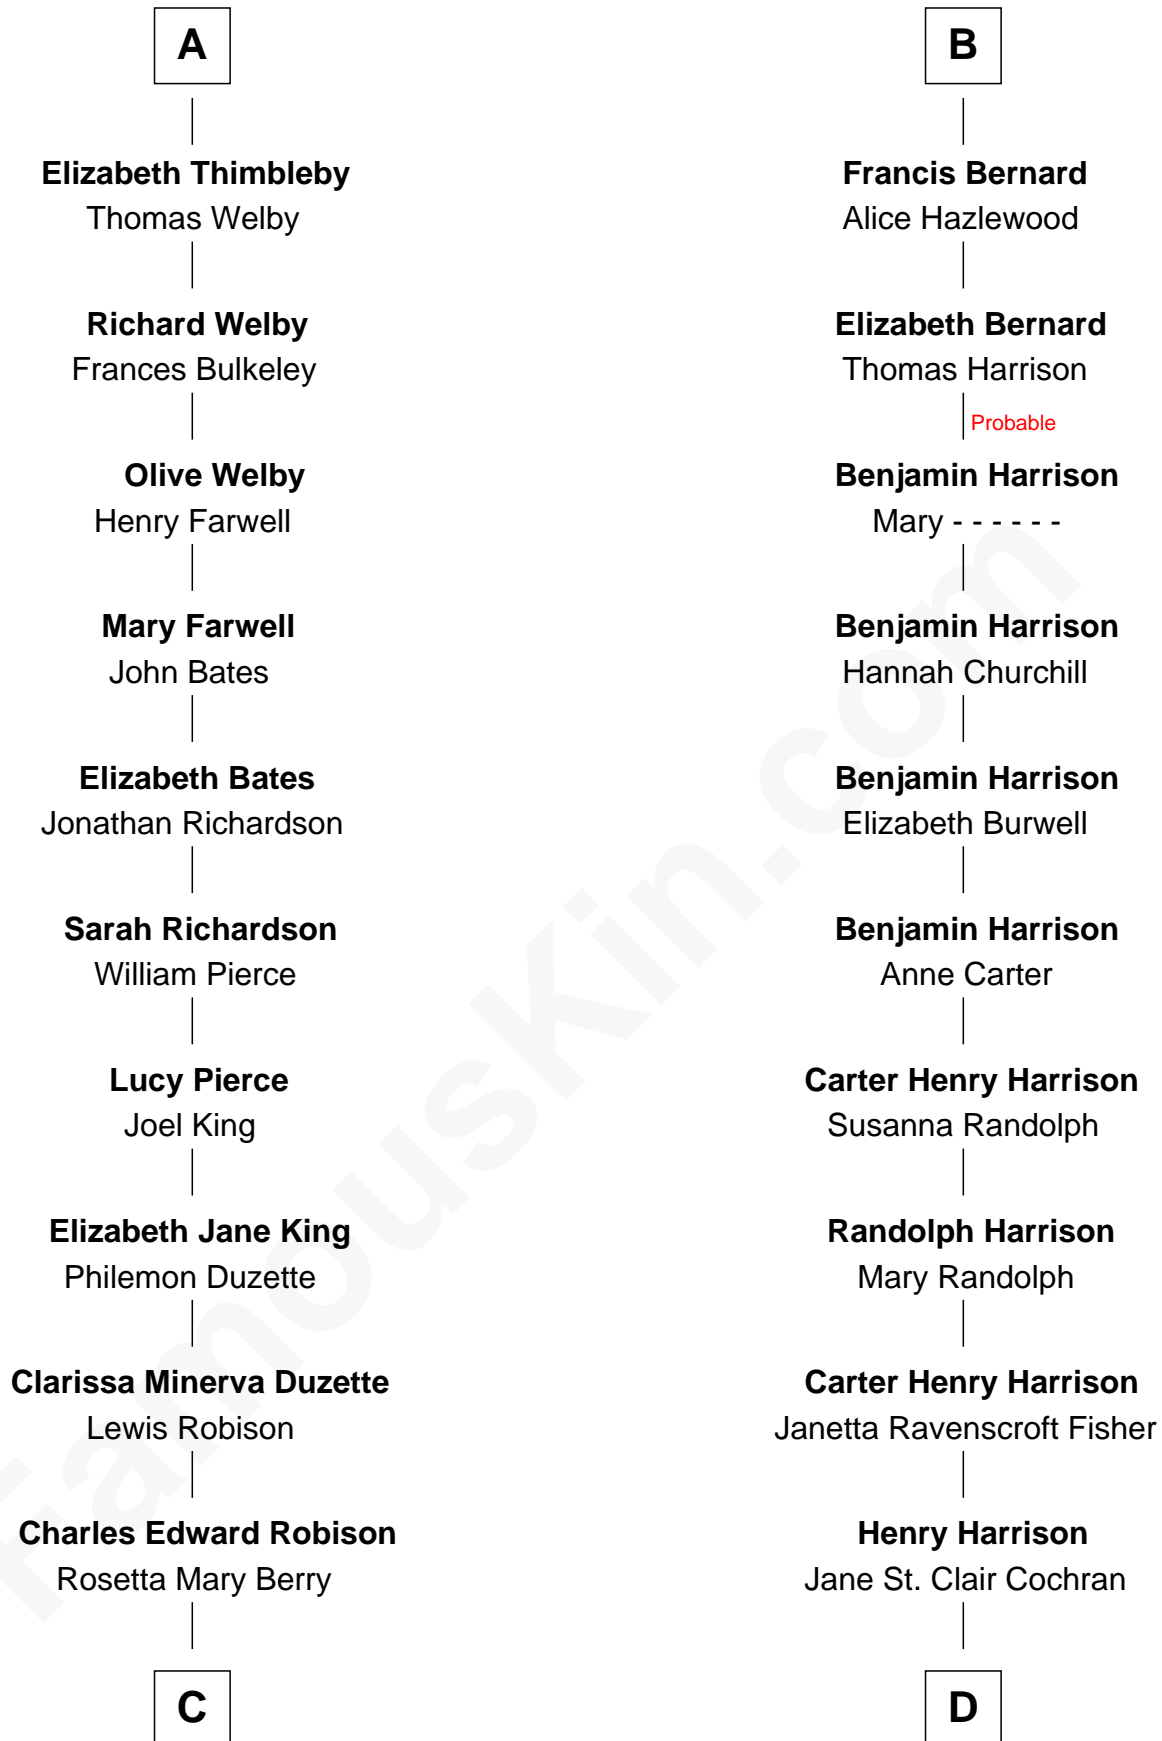 A
Elizabeth Thimbleby
Thomas Welby
Richard Welby
Frances Bulkeley
Olive Welby
Henry Farwell
Mary Farwell
John Bates
Elizabeth Bates
Jonathan Richardson
Sarah Richardson
William Pierce
Lucy Pierce
Joel King
Elizabeth Jane King
Philemon Duzette
Clarissa Minerva Duzette
Lewis Robison
Charles Edward Robison
Rosetta Mary Berry
C
B
Francis Bernard
Alice Hazlewood
Elizabeth Bernard
Thomas Harrison
Probable
Benjamin Harrison
Mary - - - - - -
Benjamin Harrison
Hannah Churchill
Benjamin Harrison
Elizabeth Burwell
Benjamin Harrison
Anne Carter
Carter Henry Harrison
Susanna Randolph
Randolph Harrison
Mary Randolph
Carter Henry Harrison
Janetta Ravenscroft Fisher
Henry Harrison
Jane St. Clair Cochran
D
FamousKin.com